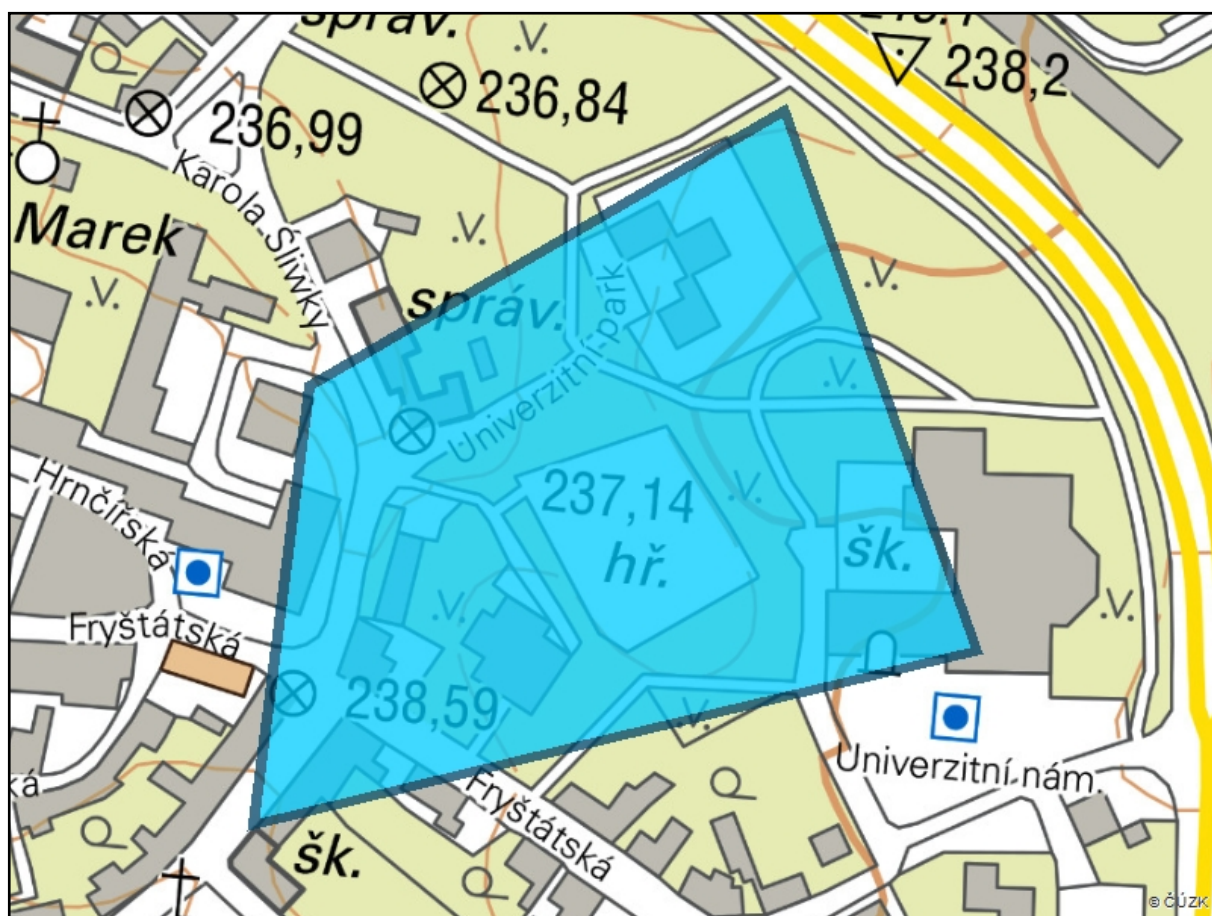 správ.
238,2
236,84
236,99
Karola Śliwky
Marek
správ.
Univerzitní park
237,14
hř.
šk.
Hrnčířská
Fryštátská
238,59
Univerzitní nám.
Fryštátská
ká
šk.
© ČÚZK